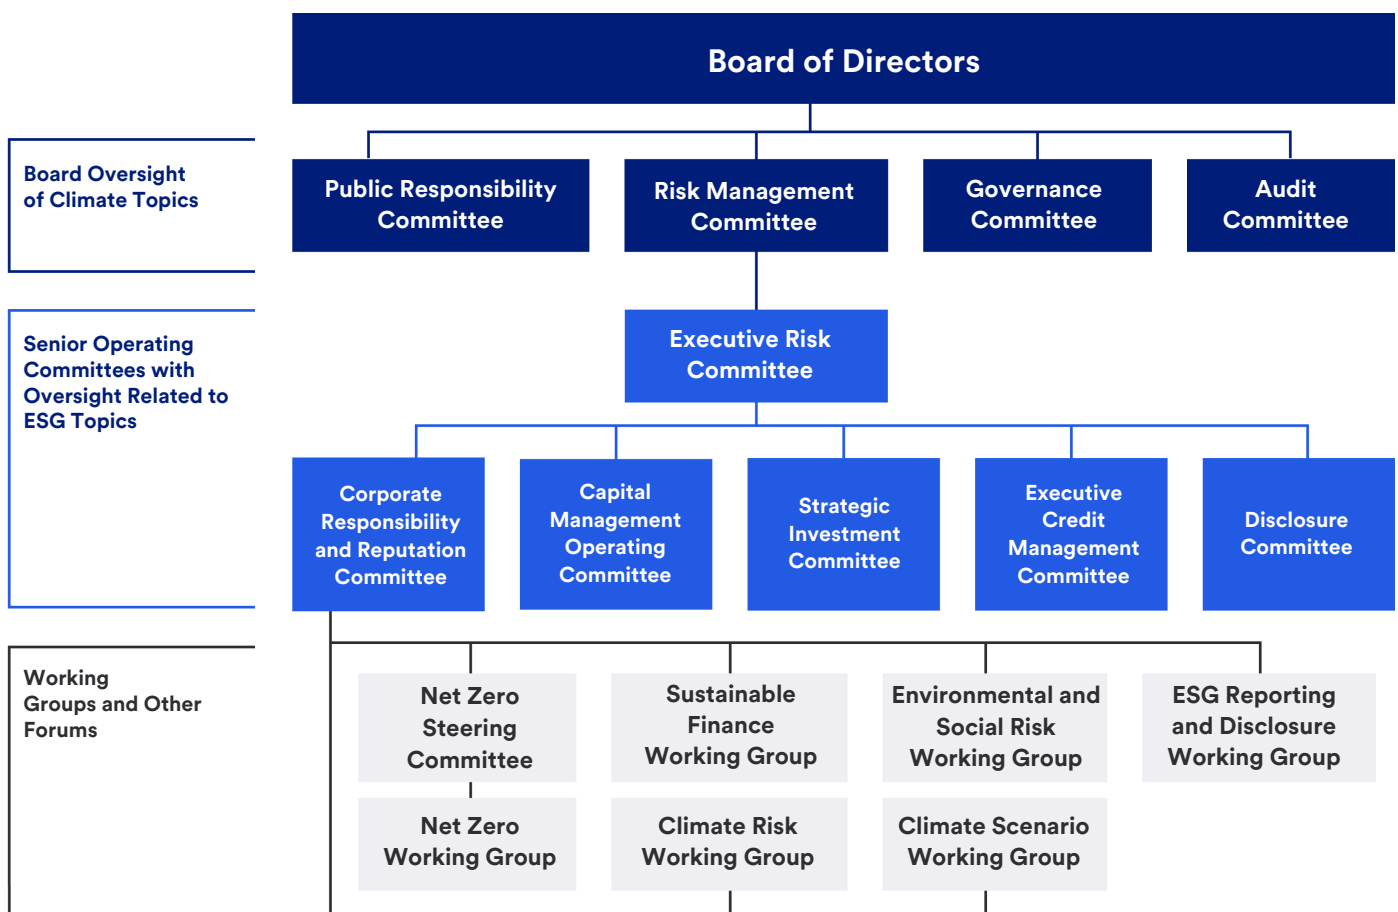 Board of Directors
Board Oversight
of Climate Topics
Public Responsibility
Committee
Risk Management
Committee
Governance
Committee
Audit
Committee
Senior Operating
Committees with
Oversight Related to
ESG Topics
Executive Risk
Committee
Corporate
Responsibility
and Reputation
Committee
Capital
Management
Operating
Committee
Strategic
Investment
Committee
Executive
Credit
Management
Committee
Disclosure
Committee
Working
Groups and Other
Forums
Net Zero
Steering
Committee
Sustainable
Finance
Working Group
Environmental and
Social Risk
Working Group
ESG Reporting
and Disclosure
Working Group
Net Zero
Working Group
Climate Risk
Working Group
Climate Scenario
Working Group